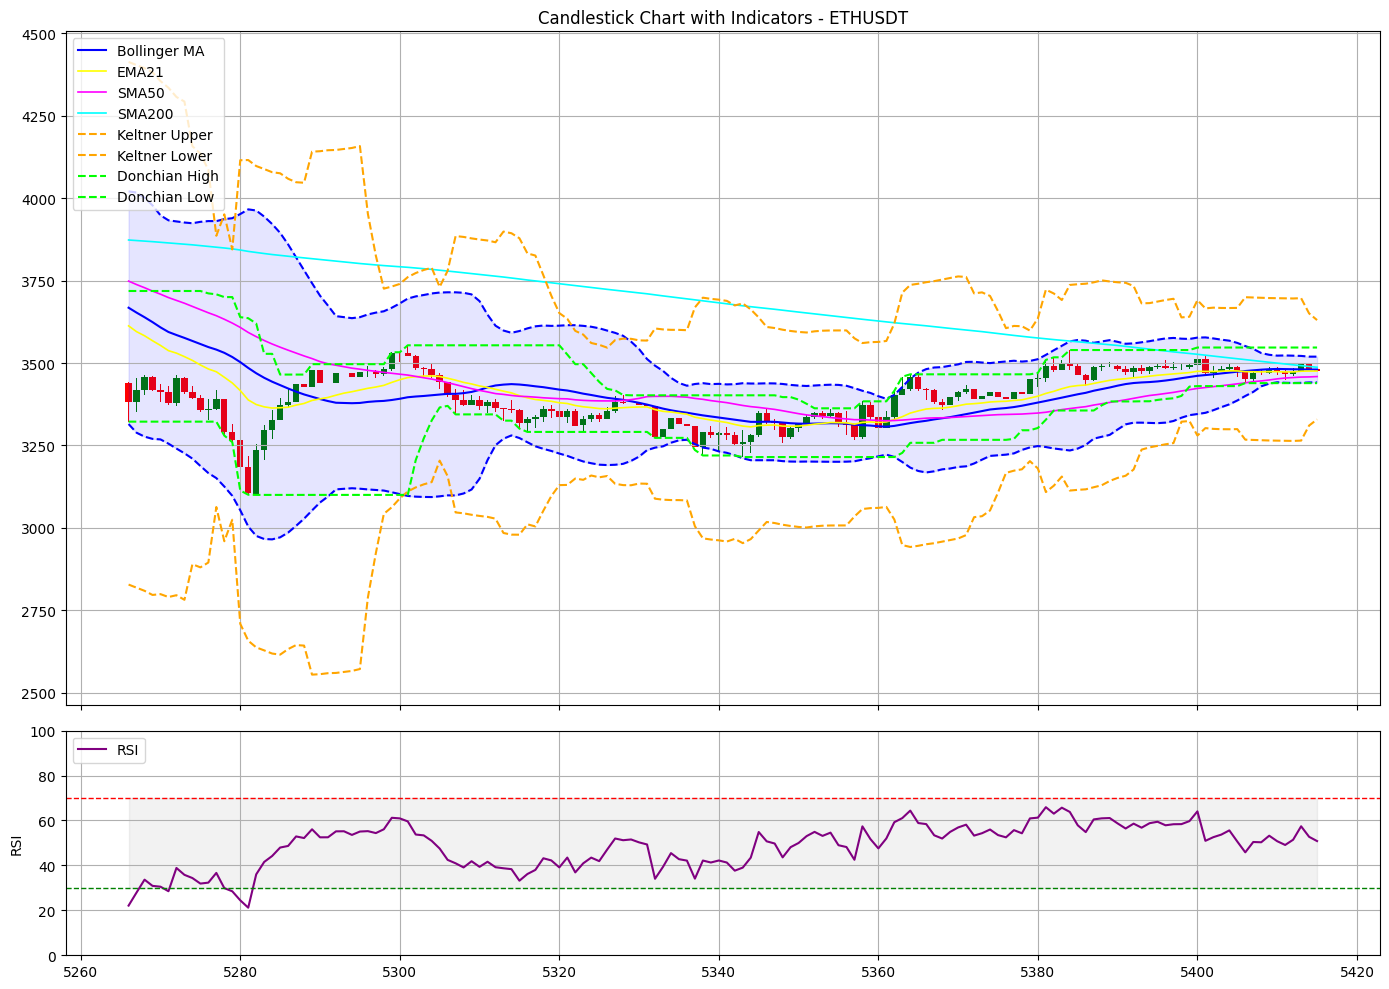 Candlestick Chart with Indicators - ETHUSDT
4500
4250
4000
3750
3500
3250
3000
2750
2500
Bollinger MA
EMA21
SMA50
SMA200
Keltner Upper
Keltner Lower
Donchian High
Donchian Low
100
80
60
40
20
0
RSI
RSI
5260
5280
5300
5320
5340
5360
5380
5400
5420